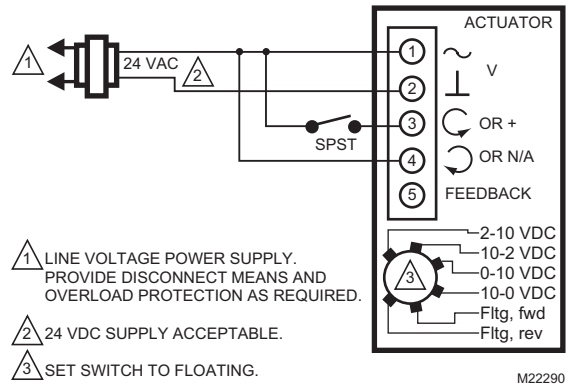 ACTUATOR
1
24 VAC
2
1
V
2
3
OR +
SPST
4
OR N/A
5
FEEDBACK
2-10 VDC
10-2 VDC
0-10 VDC
10-0 VDC
Fltg, fwd
Fltg, rev
3
1 LINE VOLTAGE POWER SUPPLY.
PROVIDE DISCONNECT MEANS AND
OVERLOAD PROTECTION AS REQUIRED.
2 24 VDC SUPPLY ACCEPTABLE.
3 SET SWITCH TO FLOATING.
M22290